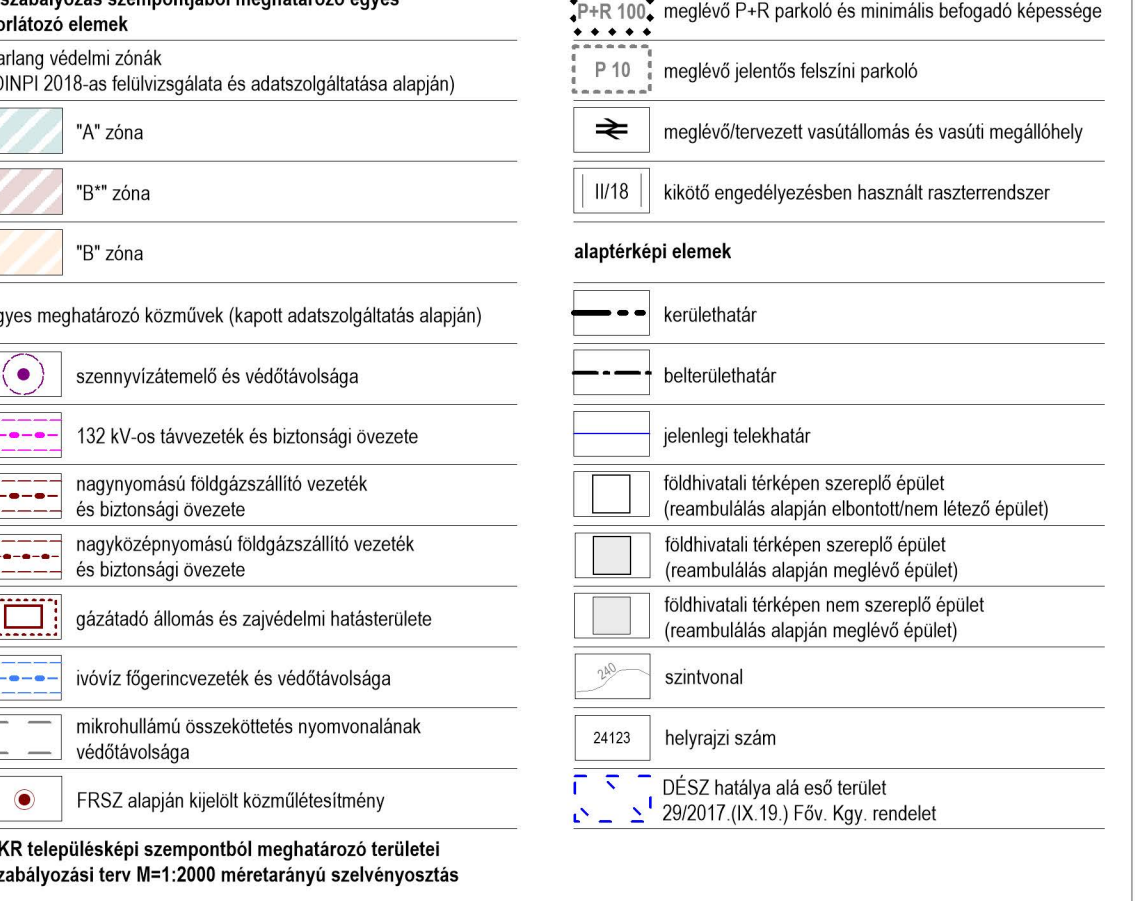 szabályozás szempontjából meghatározó egyes
orlátozó elemek
arlang védelmi zónák
DINPI 2018-as felülvizsgálata és adatszolgáltatása alapján)
"A" zóna
"B*" zóna
"B" zóna
gyes meghatározó közművek (kapott adatszolgáltatás alapján)
szennyvízátemelő és védőtávolsága
132 kV-os távvezeték és biztonsági övezete
nagynyomású földgázszállító vezeték
és biztonsági övezete
nagyközépnyomású földgázszállító vezeték
és biztonsági övezete
gázátadó állomás és zajvédelmi hatásterülete
ivóvíz főgerincvezeték és védőtávolsága
mikrohullámú összeköttetés nyomvonalának
védőtávolsága
FRSZ alapján kijelölt közműlétesítmény
KR településképi szempontból meghatározó területei
zabályozási terv M=1:2000 méretarányú szelvényosztás
P+R 100 meglévő P+R parkoló és minimális befogadó képessége
P 10 meglévő jelentős felszíni parkoló
meglévő/tervezett vasútállomás és vasúti megállóhely
II/18 kikötő engedélyezésben használt raszterrendszer
alaptérképi elemek
kerülethatár
belterülethatár
jelenlegi telekhatár
földhivatali térképen szereplő épület
(reambulálás alapján elbontott/nem létező épület)
földhivatali térképen szereplő épület
(reambulálás alapján meglévő épület)
földhivatali térképen nem szereplő épület
(reambulálás alapján meglévő épület)
240 szintvonal
24123 helyrajzi szám
DÉSZ hatálya alá eső terület
29/2017.(IX.19.) Főv. Kgy. rendelet